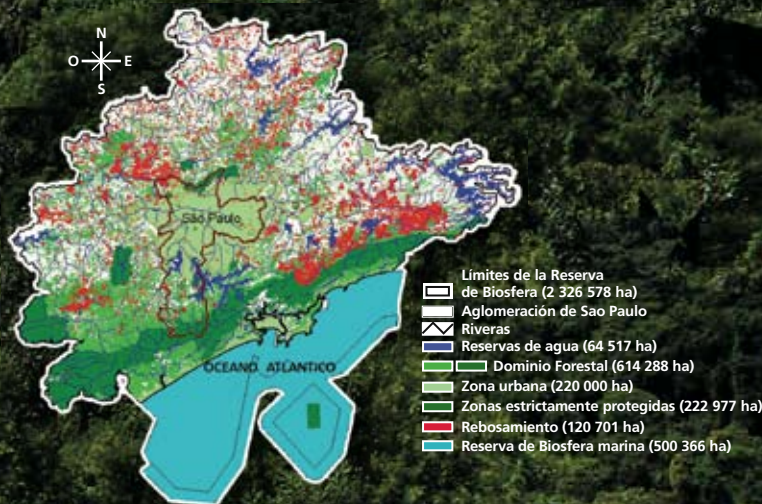 N
O E
S
São Paulo
OCEANO ATLANTICO
Límites de la Reserva
de Biosfera (2 326 578 ha)
Aglomeración de Sao Paulo
Riveras
Reservas de agua (64 517 ha)
Dominio Forestal (614 288 ha)
Zona urbana (220 000 ha)
Zonas estrictamente protegidas (222 977 ha)
Rebosamiento (120 701 ha)
Reserva de Biosfera marina (500 366 ha)